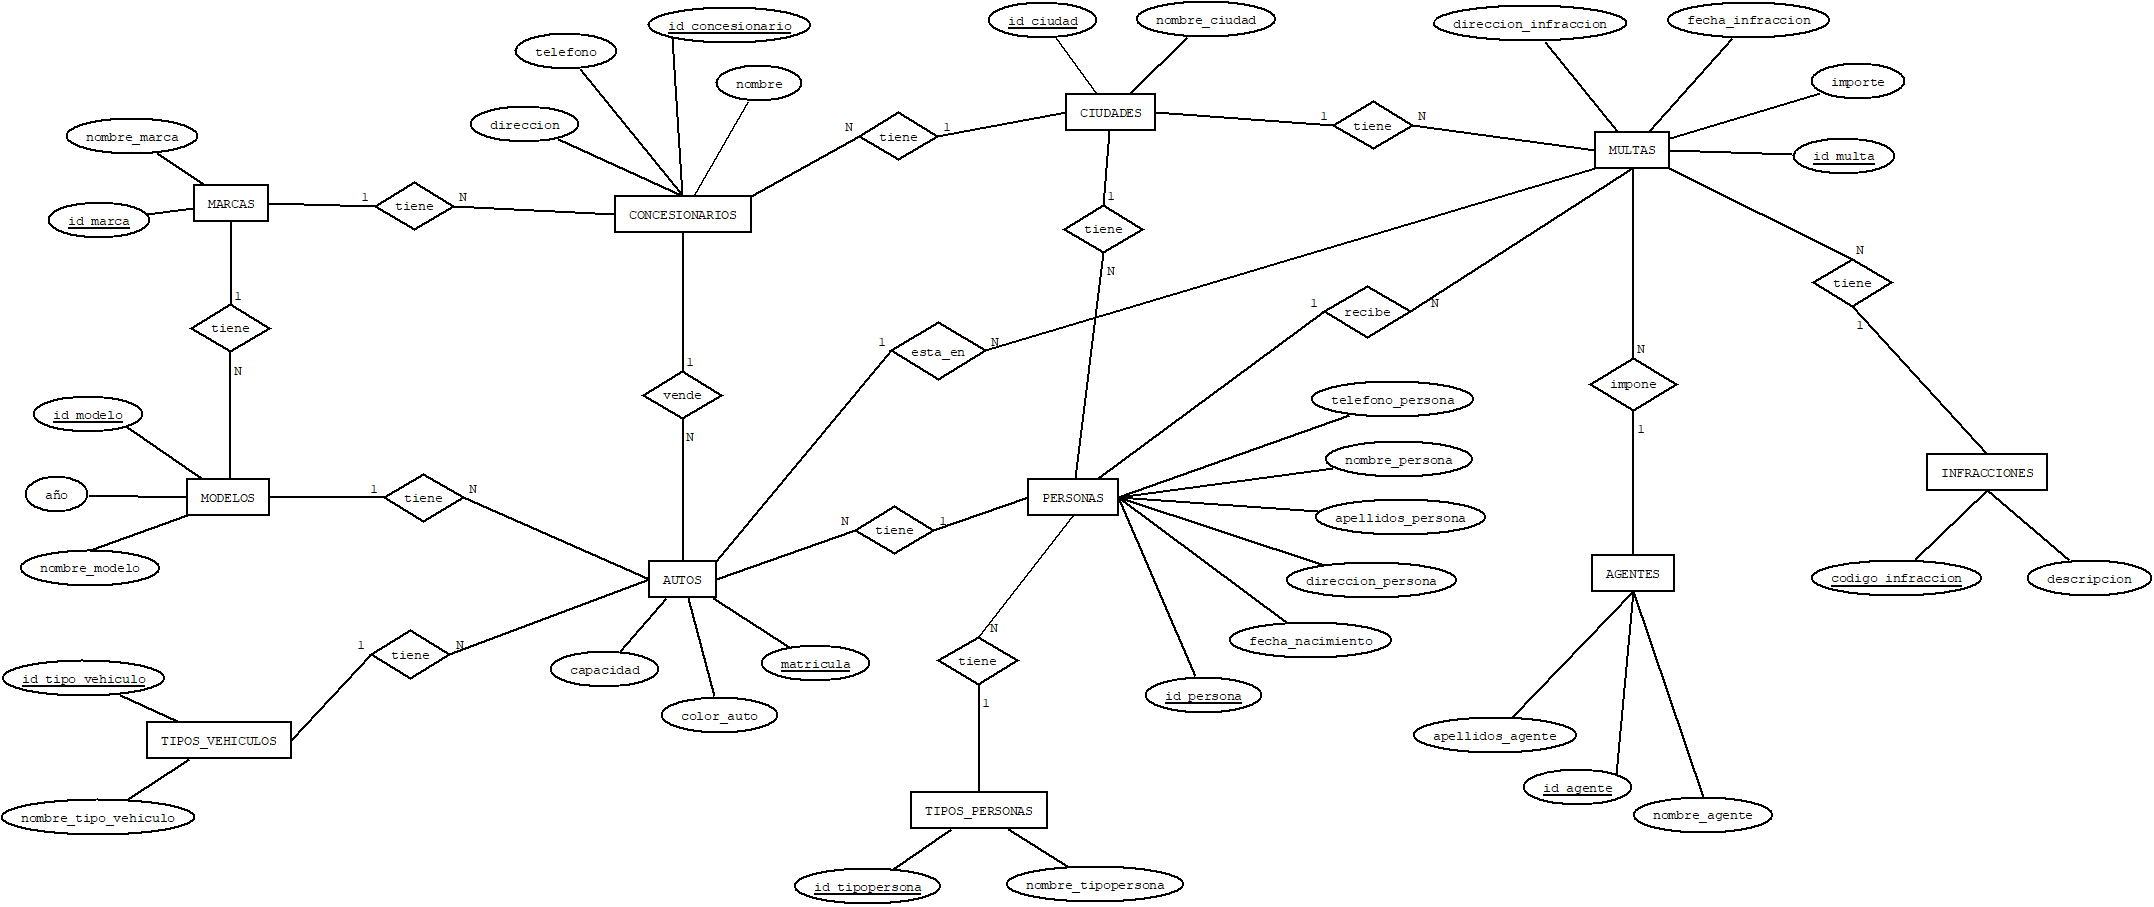 id_concesionario
id_ciudad
nombre_ciudad
direccion_infraccion
fecha_infraccion
telefono
nombre
importe
direccion
nombre_marca
CIUDADES
N
tiene
1
1
tiene
N
MULTAS
id_multa
MARCAS
1
tiene
N
CONCESIONARIOS
id_marca
1
tiene
N
N
tiene
1
1
tiene
N
1
recibe
N
1
esta_en
N
1
vende
N
N
impone
1
id_modelo
año
MODELOS
nombre_modelo
1
tiene
N
telefono_persona
nombre_persona
apellidos_persona
direccion_persona
fecha_nacimiento
id_persona
PERSONAS
N
tiene
1
INFRACCIONES
codigo_infraccion
descripcion
AUTOS
AGENTES
1
tiene
N
capacidad
color_auto
matricula
N
tiene
1
id_tipo_vehiculo
TIPOS_VEHICULOS
nombre_tipo_vehiculo
apellidos_agente
id_agente
nombre_agente
TIPOS_PERSONAS
id_tipopersona
nombre_tipopersona